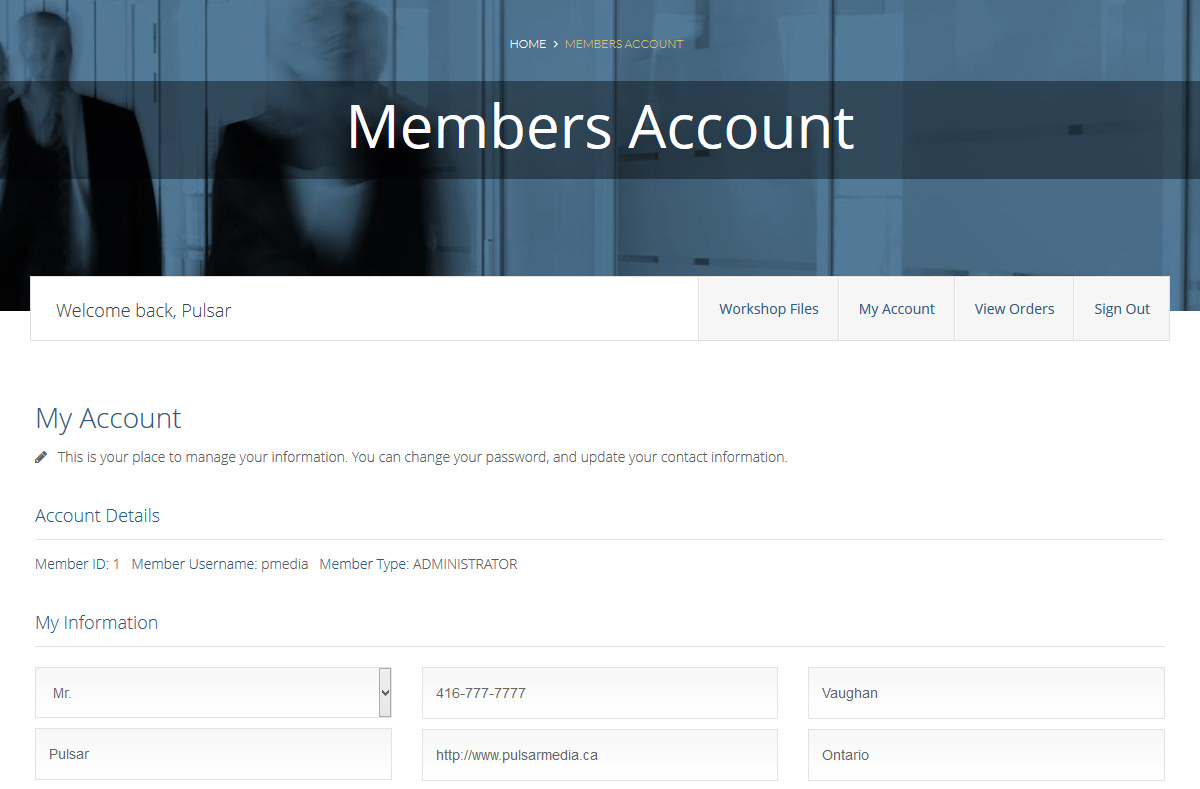 HOME > MEMBERS ACCOUNT
Members Account
Welcome back, Pulsar
Workshop Files My Account View Orders Sign Out
My Account
This is your place to manage your information. You can change your password, and update your contact information.
Account Details
Member ID: 1 Member Username: pmedia Member Type: ADMINISTRATOR
My Information
Mr. 416-777-7777 Vaughan
Pulsar http://www.pulsarmedia.ca Ontario